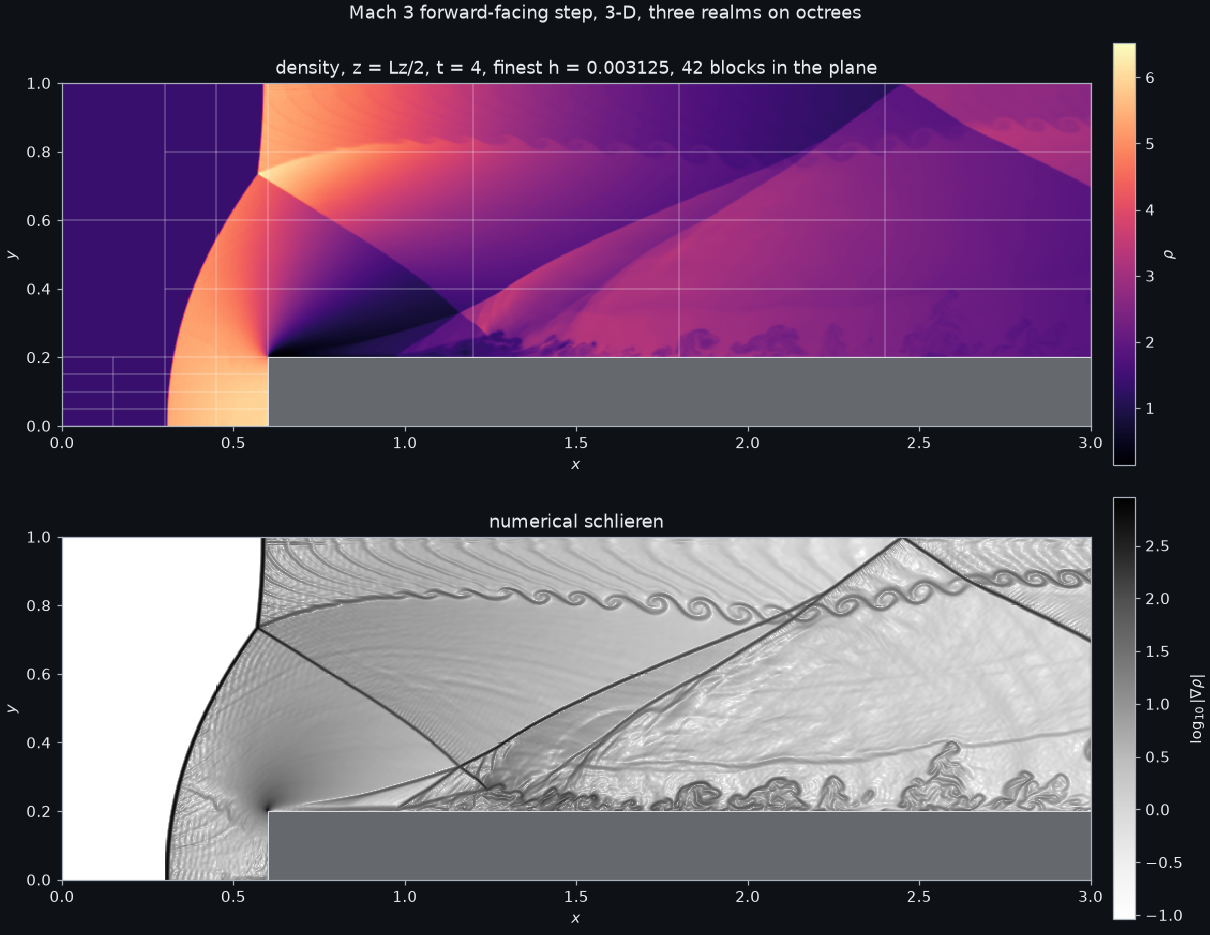 Mach 3 forward-facing step, 3-D, three realms on octrees
density, z = Lz/2, t = 4, finest h = 0.003125, 42 blocks in the plane
1.0
0.8
0.6
0.4
0.2
0.0
y
0.0 0.5 1.0 1.5 2.0 2.5 3.0
x
6
5
4
3
2
1
ρ
numerical schlieren
1.0
0.8
0.6
0.4
0.2
0.0
y
0.0 0.5 1.0 1.5 2.0 2.5 3.0
x
2.5
2.0
1.5
1.0
0.5
0.0
−0.5
−1.0
log₁₀|∇ρ|